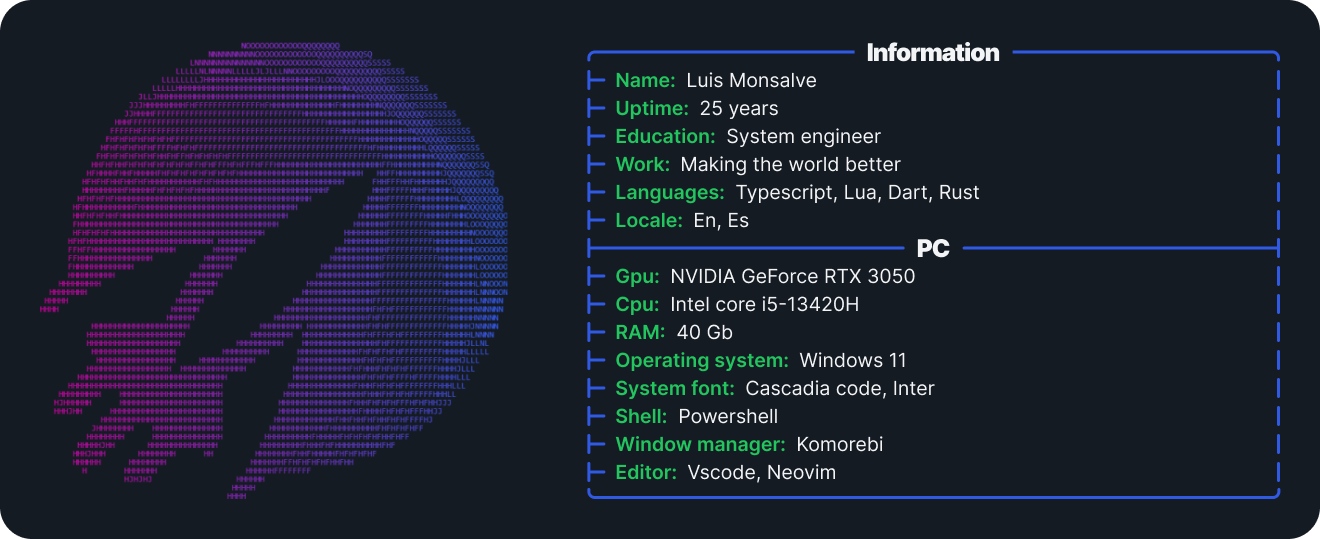 Information
Name: Luis Monsalve
Uptime: 25 years
Education: System engineer
Work: Making the world better
Languages: Typescript, Lua, Dart, Rust
Locale: En, Es
PC
Gpu: NVIDIA GeForce RTX 3050
Cpu: Intel core i5-13420H
RAM: 40 Gb
Operating system: Windows 11
System font: Cascadia code, Inter
Shell: Powershell
Window manager: Komorebi
Editor: Vscode, Neovim